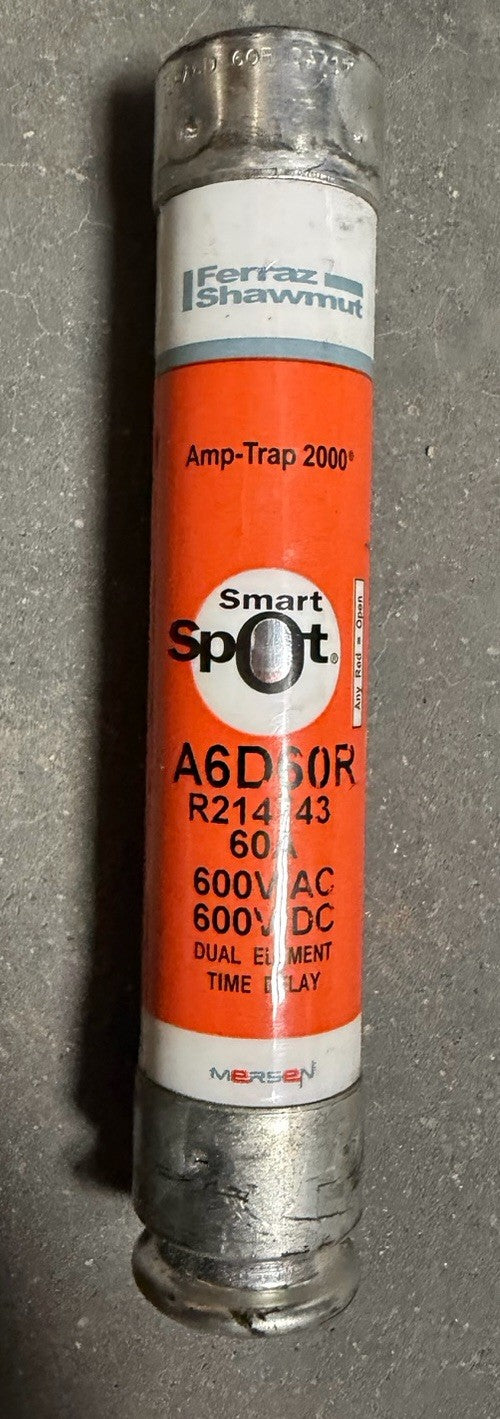 Ferraz
Shawmut
Amp-Trap 2000®
Smart
Spot®
Any Red = Open
A6D60R
60A
600V AC
600V DC
DUAL ELEMENT
TIME DELAY
MERSEN